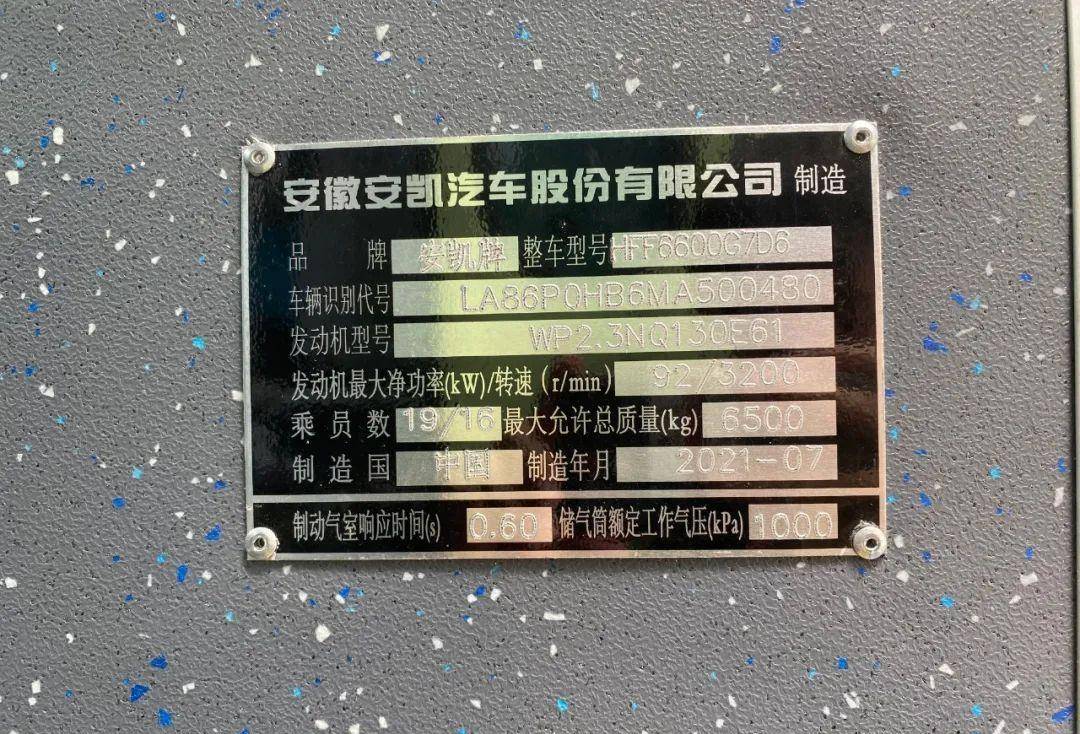 安徽安凯汽车股份有限公司 制造
品牌 安凯牌 整车型号 HFF6600G7D6
车辆识别代号 LA86P0HB6MA500480
发动机型号 WP2.3NQ130E61
发动机最大净功率(kW)/转速(r/min) 92/3200
乘员数 19/16 最大允许总质量(kg) 6500
制造国 中国 制造年月 2021-07
制动气室响应时间(s) 0.60 储气筒额定工作气压(kPa) 1000